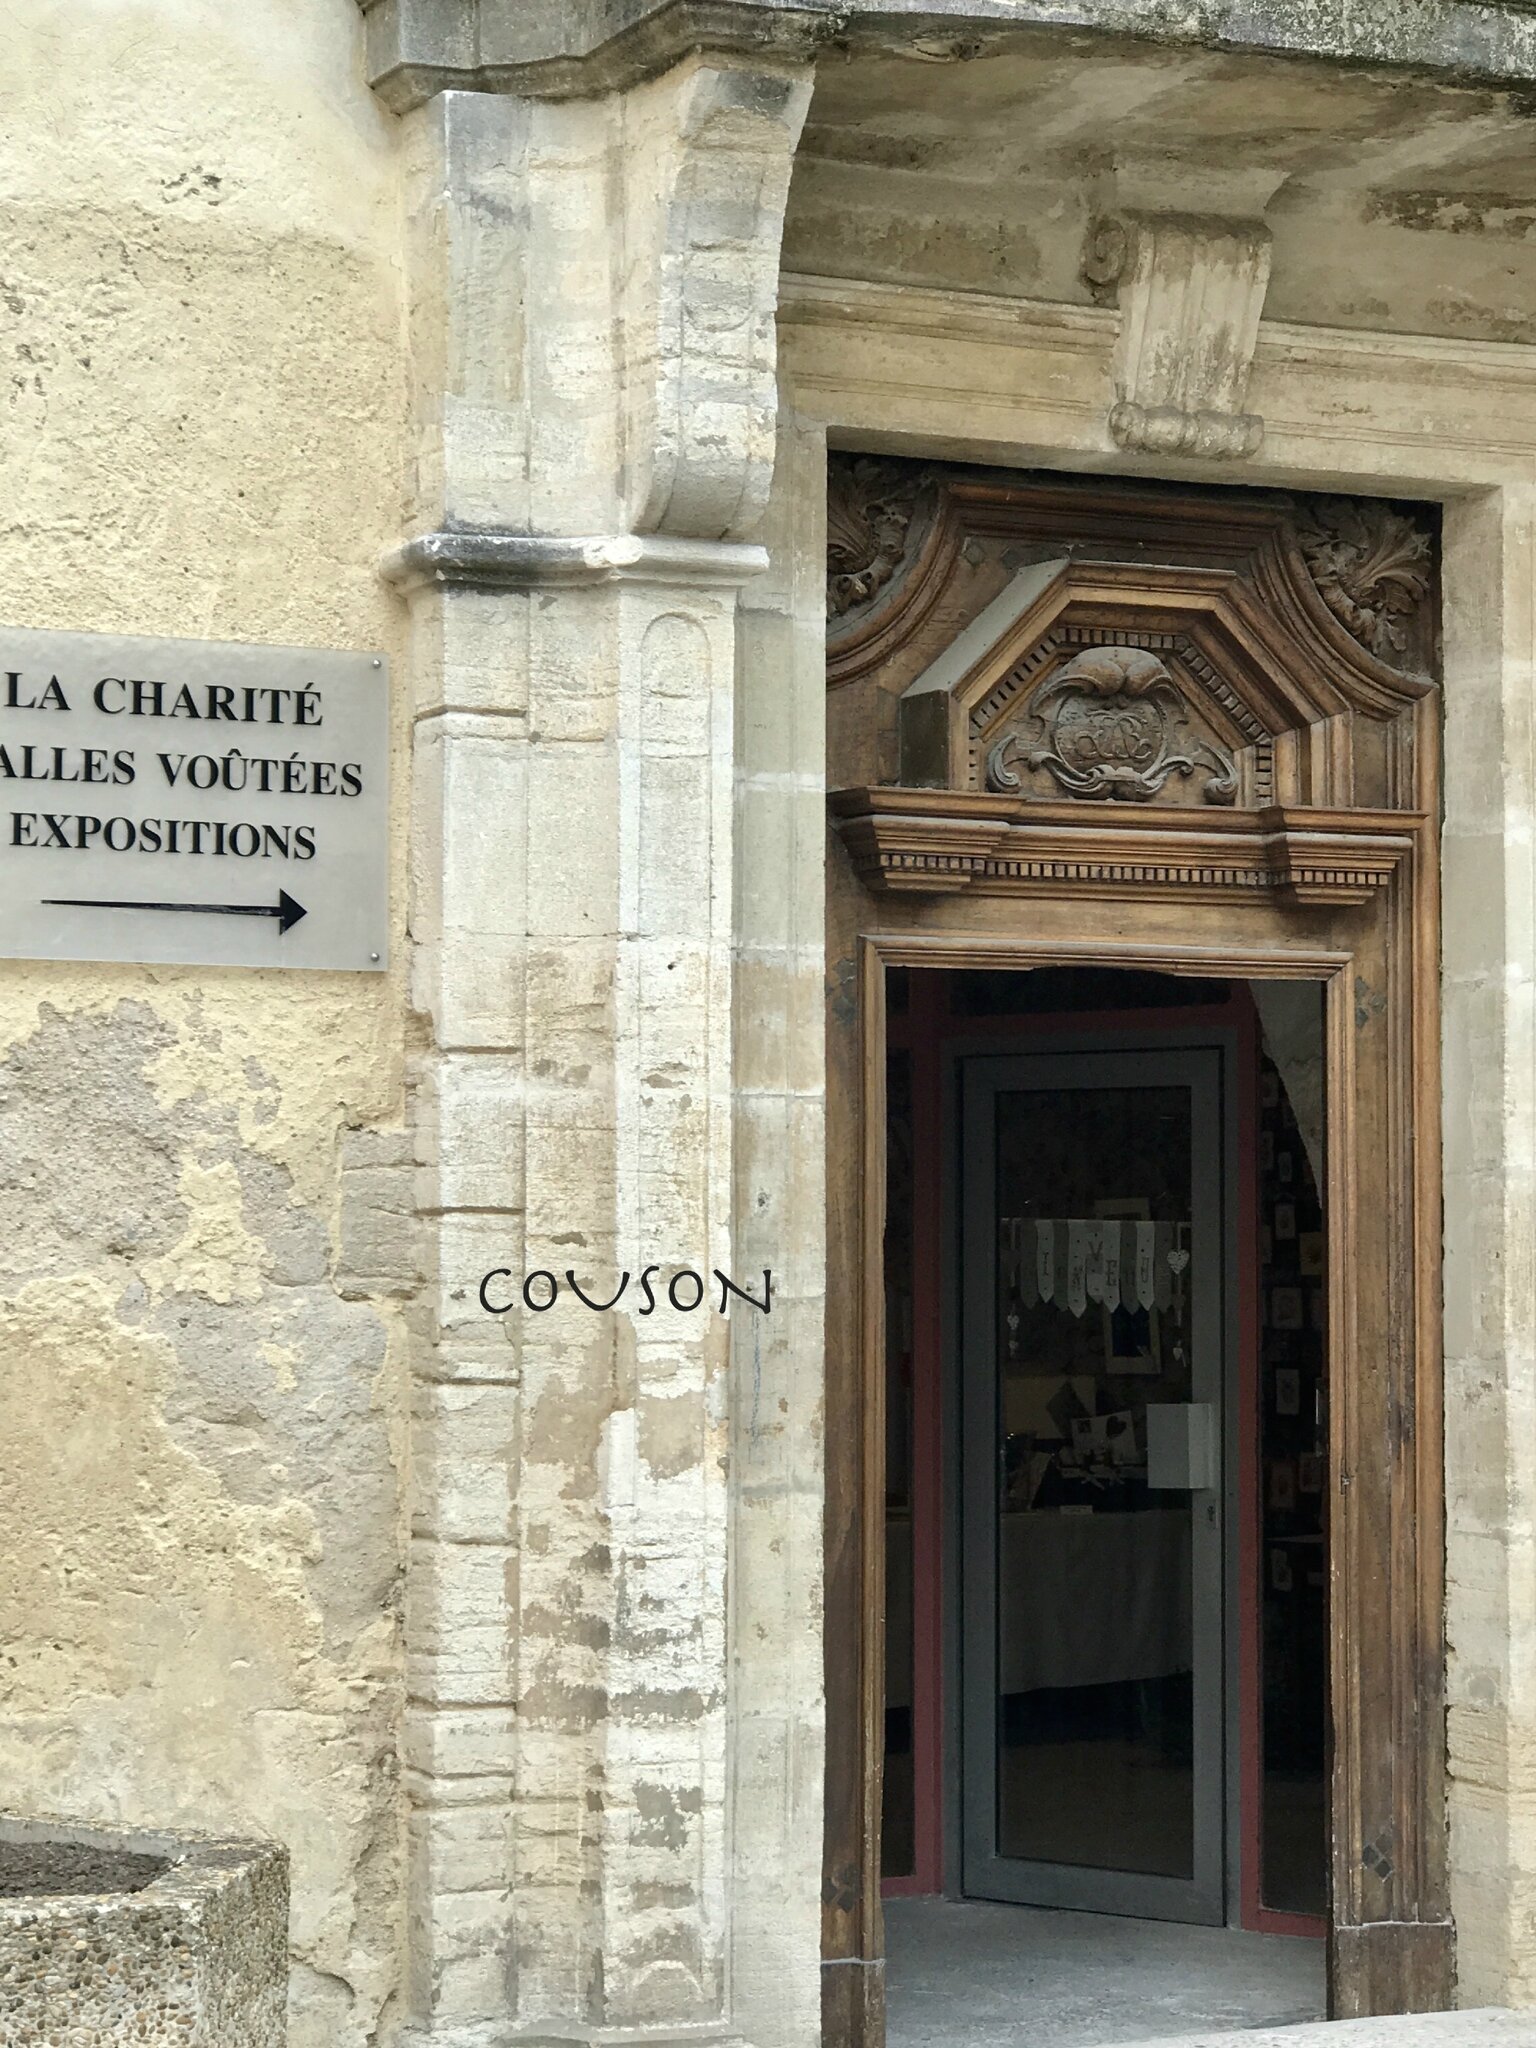 LA CHARITÉ
ALLES VOÛTÉES
EXPOSITIONS
COUSON